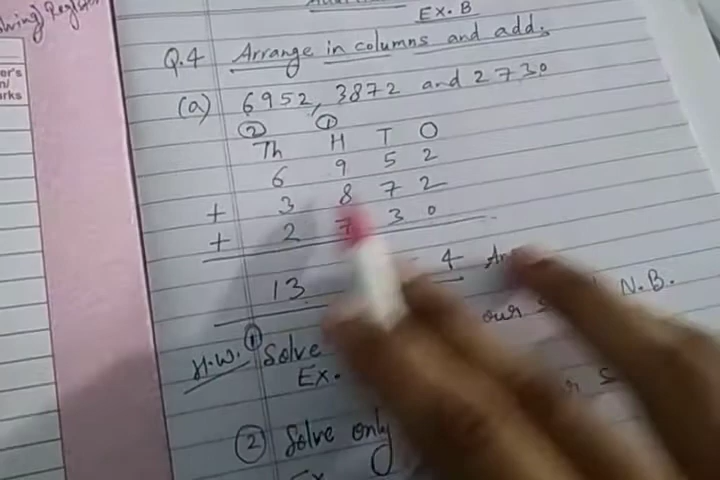 Ex. B
Q.4 Arrange in columns and add.
(a) 6952, 3872 and 2730
② ①
Th H T O
6 9 5 2
+ 3 8 7 2
+ 2 7 3 0
13 4
our N.B.
H.W. ① Solve
Ex.
② Solve only